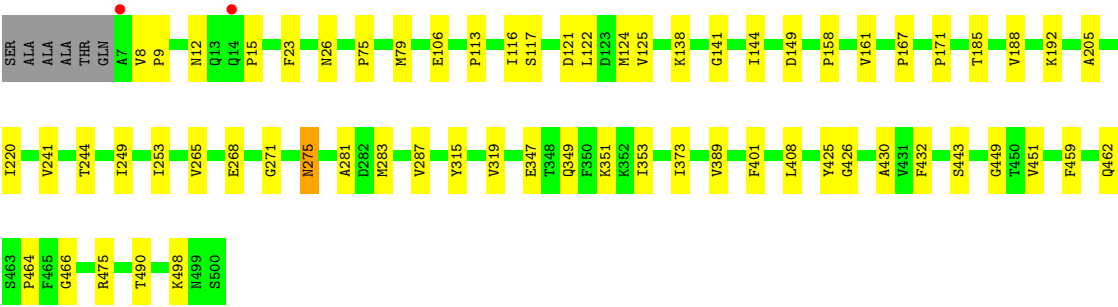 SER ALA ALA ALA THR GLN A7 V8 P9 N12 Q13 Q14 P15 F23 N26 P75 M79 E106 P113 I116 S117 D121 L122 D123 M124 V125 K138 G141 I144 D149 P158 V161 P167 P171 T185 V188 K192 A205
I220 V241 T244 I249 I253 V265 E268 G271 N275 A281 D282 M283 V287 Y315 V319 E347 T348 Q349 F350 K351 K352 I353 I373 V389 F401 L408 Y425 G426 A430 V431 F432 S443 G449 T450 V451 F459 Q462
S463 P464 F465 G466 R475 T490 K498 N499 S500